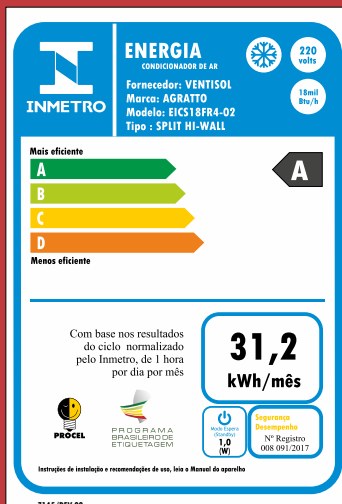 INMETRO
ENERGIA
CONDICIONADOR DE AR
220
volts
18mil
Btu/h
Fornecedor: VENTISOL
Marca: AGRATTO
Modelo: EICS18FR4-02
Tipo : SPLIT HI-WALL
Mais eficiente
A
B
C
D
Menos eficiente
A
Com base nos resultados
do ciclo normalizado
pelo Inmetro, de 1 hora
por dia por mês
31,2
kWh/mês
PROCEL
PROGRAMA
BRASILEIRO DE
ETIQUETAGEM
Modo Espera
(Standby)
1,0
(W)
Segurança
Desempenho
Nº Registro
008 091/2017
Instruções de instalação e recomendações de uso, leia o Manual do aparelho